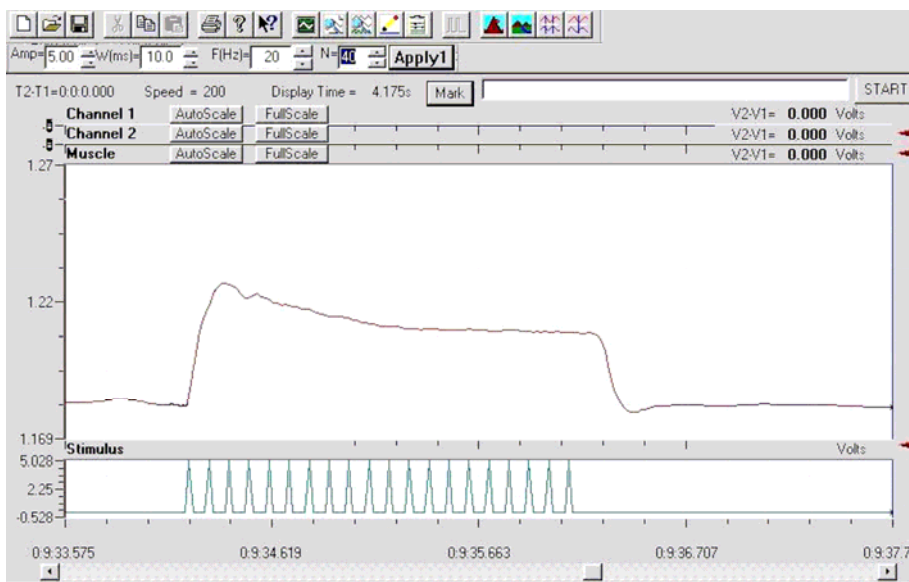 Amp= 5.00 W(ms)= 10.0 F(Hz)= 20 N= 40 Apply1
T2-T1=0:0:0.000 Speed = 200 Display Time = 4.175s Mark START
Channel 1 AutoScale FullScale V2-V1= 0.000 Volts
Channel 2 AutoScale FullScale V2-V1= 0.000 Volts
Muscle AutoScale FullScale V2-V1= 0.000 Volts
1.27
1.22
1.169
Stimulus Volts
5.028
2.25
-0.528
0:9:33.575 0:9:34.619 0:9:35.663 0:9:36.707 0:9:37.7